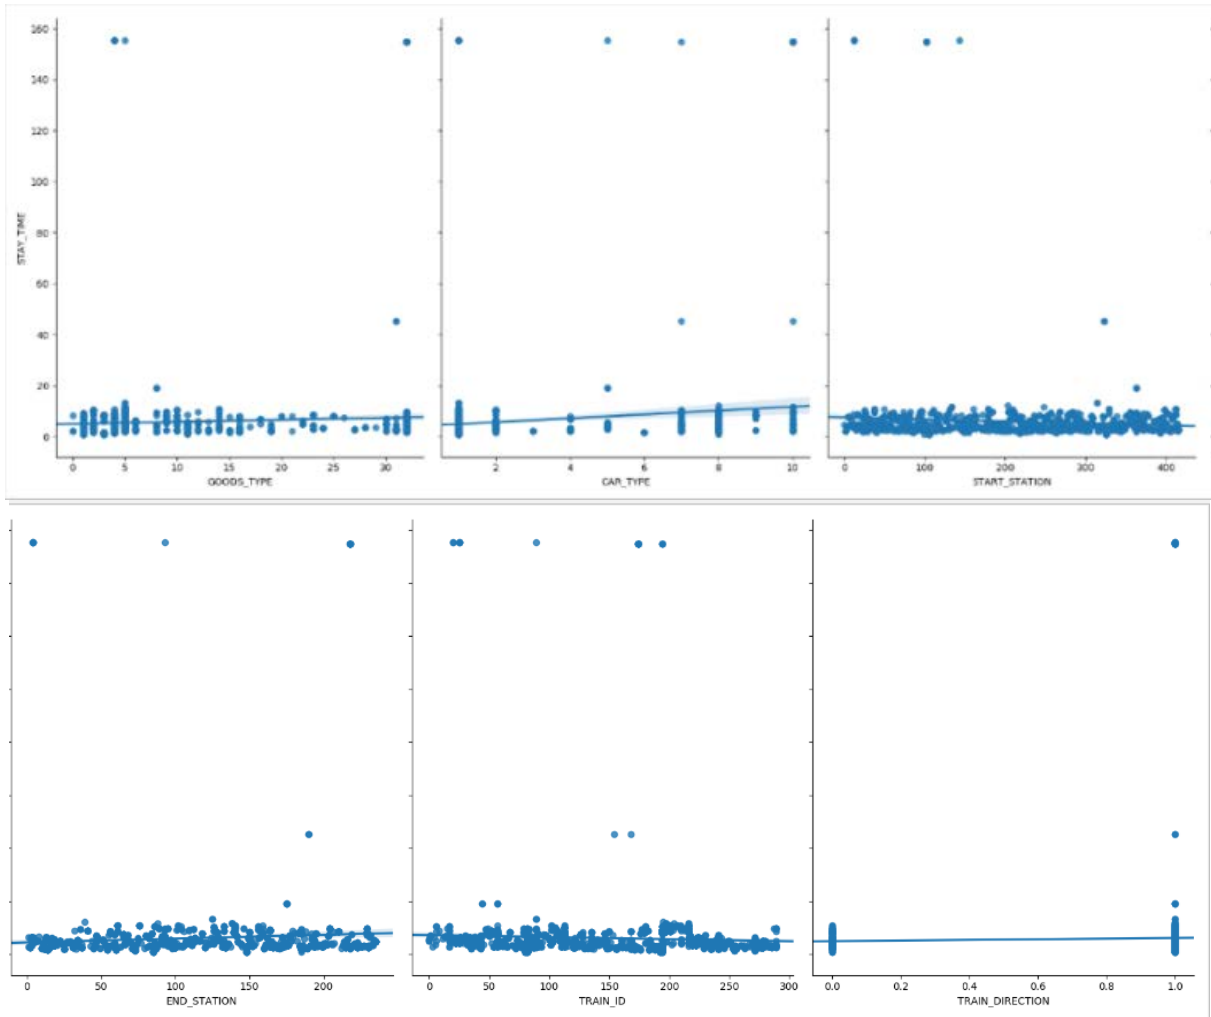 160
140
120
100
80
60
40
20
0
STAY_TIME
0 5 10 15 20 25 30
GOODS_TYPE
2 4 6 8 10
CAR_TYPE
0 100 200 300 400
START_STATION
0 50 100 150 200
END_STATION
0 50 100 150 200 250 300
TRAIN_ID
0.0 0.2 0.4 0.6 0.8 1.0
TRAIN_DIRECTION